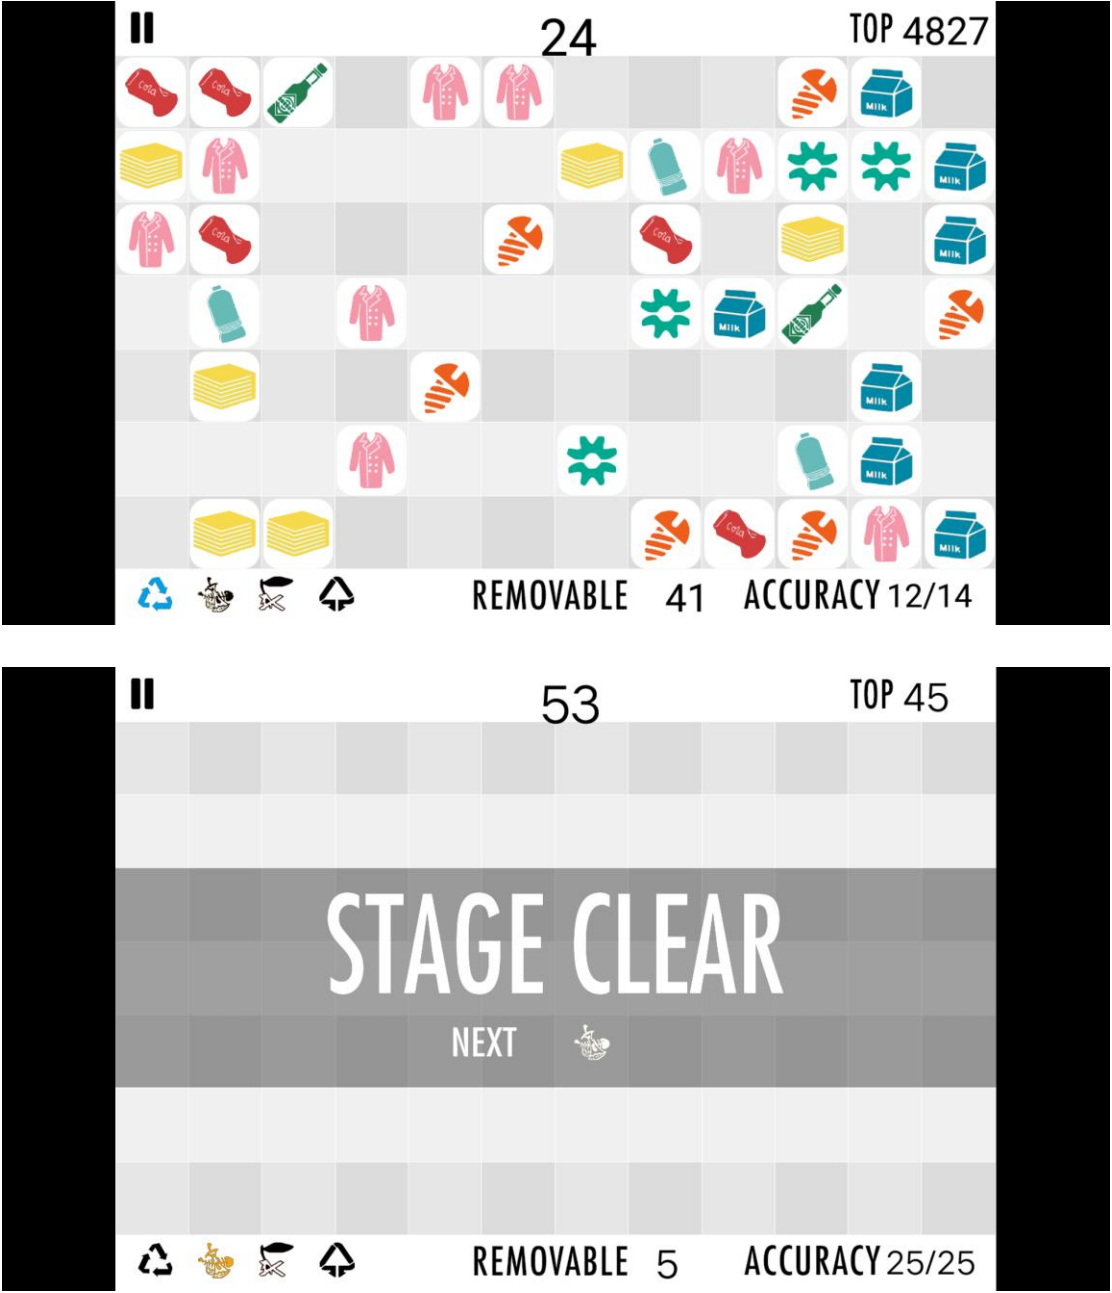 24
TOP 4827
Cola
Cola
MIlk
MIlk
Cola
Cola
MIlk
MIlk
MIlk
MIlk
Cola
MIlk
REMOVABLE 41 ACCURACY 12/14
53
TOP 45
STAGE CLEAR
NEXT
REMOVABLE 5 ACCURACY 25/25